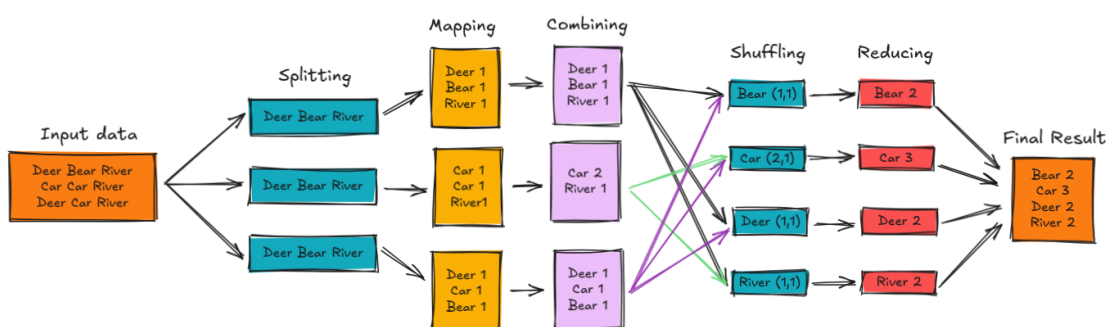 Input data
Deer Bear River
Car Car River
Deer Car River
Splitting
Deer Bear River
Deer Bear River
Deer Bear River
Mapping
Deer 1
Bear 1
River 1
Car 1
Car 1
River1
Deer 1
Car 1
Bear 1
Combining
Deer 1
Bear 1
River 1
Car 2
River 1
Deer 1
Car 1
Bear 1
Shuffling
Bear (1,1)
Car (2,1)
Deer (1,1)
River (1,1)
Reducing
Bear 2
Car 3
Deer 2
River 2
Final Result
Bear 2
Car 3
Deer 2
River 2